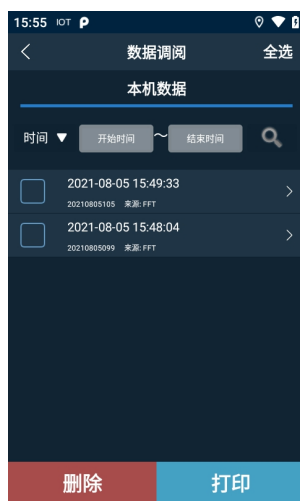 15:55 IOT
数据调阅 全选
本机数据
时间 ▼ 开始时间 ～ 结束时间
2021-08-05 15:49:33
20210805105 来源: FFT
2021-08-05 15:48:04
20210805099 来源: FFT
删除 打印